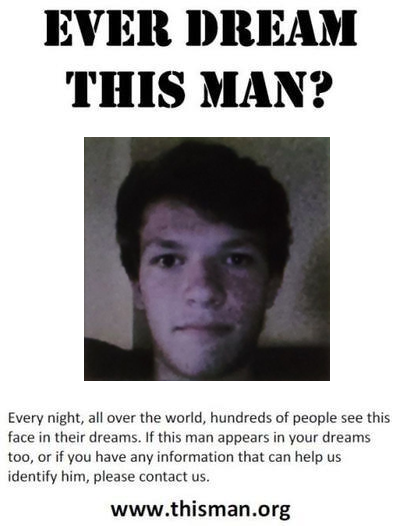 EVER DREAM
THIS MAN?
Every night, all over the world, hundreds of people see this
face in their dreams. If this man appears in your dreams
too, or if you have any information that can help us
identify him, please contact us.
www.thisman.org